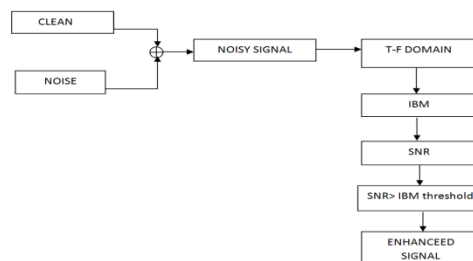 CLEAN
NOISE
NOISY SIGNAL
T-F DOMAIN
IBM
SNR
SNR> IBM threshold
ENHANCEED
SIGNAL